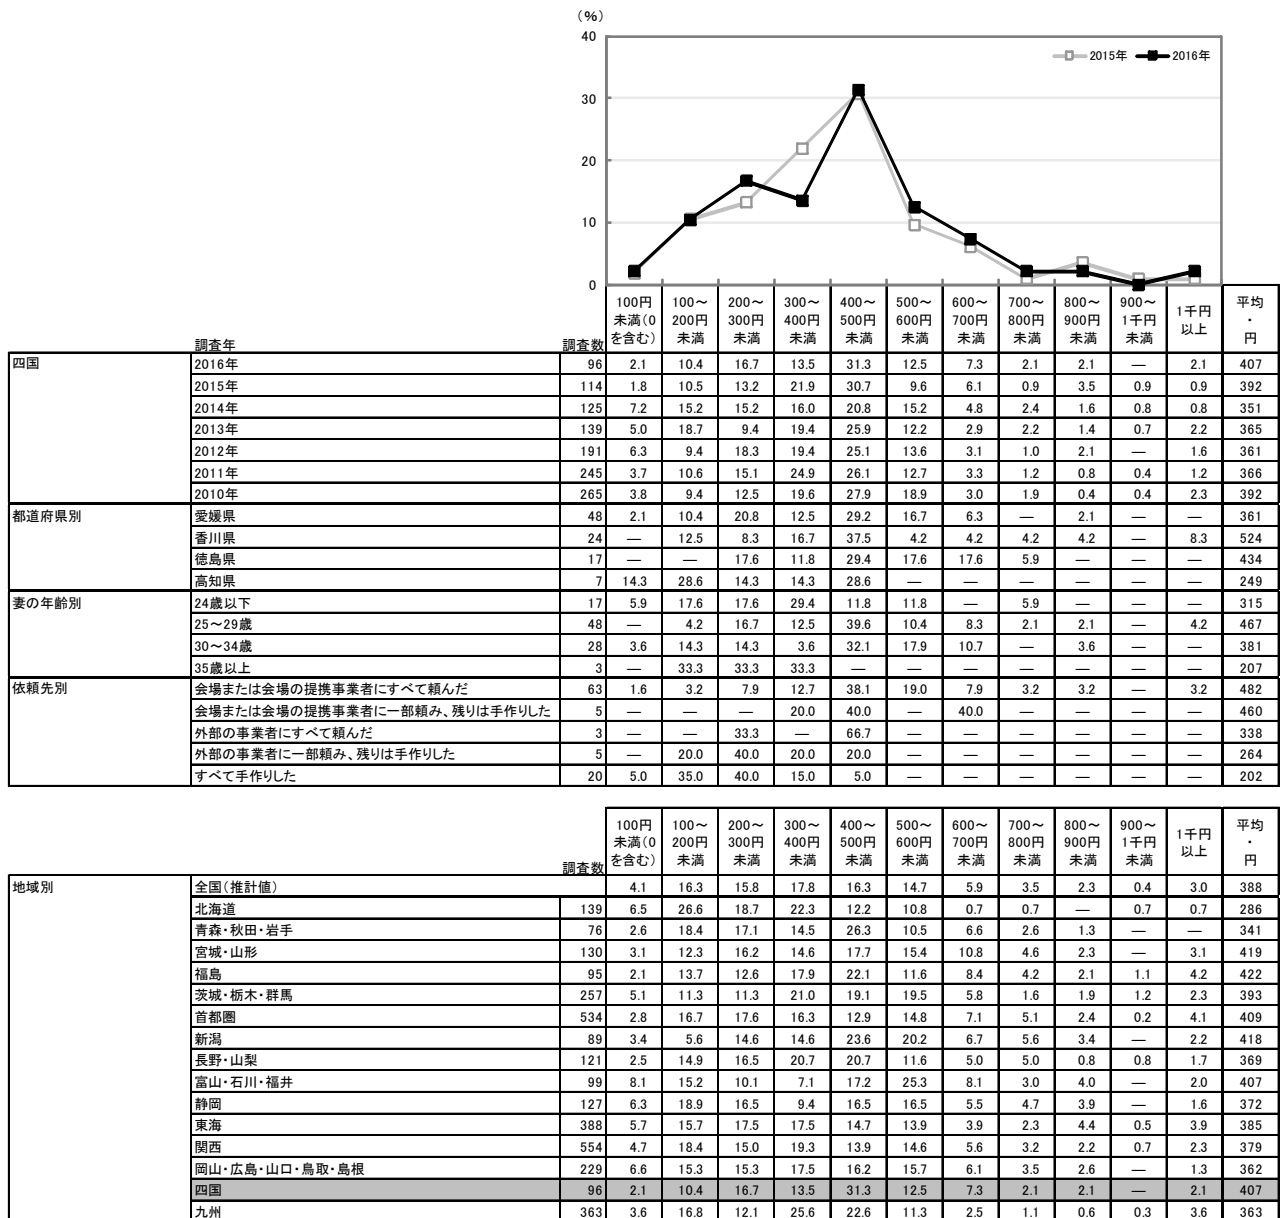 （%）
40
30
20
10
0
2015年 2016年
調査年 調査数 100円未満(0を含む) 100～200円未満 200～300円未満 300～400円未満 400～500円未満 500～600円未満 600～700円未満 700～800円未満 800～900円未満 900～1千円未満 1千円以上 平均・円
四国 2016年 96 2.1 10.4 16.7 13.5 31.3 12.5 7.3 2.1 2.1 — 2.1 407
2015年 114 1.8 10.5 13.2 21.9 30.7 9.6 6.1 0.9 3.5 0.9 0.9 392
2014年 125 7.2 15.2 15.2 16.0 20.8 15.2 4.8 2.4 1.6 0.8 0.8 351
2013年 139 5.0 18.7 9.4 19.4 25.9 12.2 2.9 2.2 1.4 0.7 2.2 365
2012年 191 6.3 9.4 18.3 19.4 25.1 13.6 3.1 1.0 2.1 — 1.6 361
2011年 245 3.7 10.6 15.1 24.9 26.1 12.7 3.3 1.2 0.8 0.4 1.2 366
2010年 265 3.8 9.4 12.5 19.6 27.9 18.9 3.0 1.9 0.4 0.4 2.3 392
都道府県別 愛媛県 48 2.1 10.4 20.8 12.5 29.2 16.7 6.3 — 2.1 — — 361
香川県 24 — 12.5 8.3 16.7 37.5 4.2 4.2 4.2 4.2 — 8.3 524
徳島県 17 — — 17.6 11.8 29.4 17.6 17.6 5.9 — — — 434
高知県 7 14.3 28.6 14.3 14.3 28.6 — — — — — — 249
妻の年齢別 24歳以下 17 5.9 17.6 17.6 29.4 11.8 11.8 — 5.9 — — — 315
25～29歳 48 — 4.2 16.7 12.5 39.6 10.4 8.3 2.1 2.1 — 4.2 467
30～34歳 28 3.6 14.3 14.3 3.6 32.1 17.9 10.7 — 3.6 — — 381
35歳以上 3 — 33.3 33.3 33.3 — — — — — — — 207
依頼先別 会場または会場の提携事業者にすべて頼んだ 63 1.6 3.2 7.9 12.7 38.1 19.0 7.9 3.2 3.2 — 3.2 482
会場または会場の提携事業者に一部頼み、残りは手作りした 5 — — — 20.0 40.0 — 40.0 — — — — 460
外部の事業者にすべて頼んだ 3 — — 33.3 — 66.7 — — — — — — 338
外部の事業者に一部頼み、残りは手作りした 5 — 20.0 40.0 20.0 20.0 — — — — — — 264
すべて手作りした 20 5.0 35.0 40.0 15.0 5.0 — — — — — — 202
調査数 100円未満(0を含む) 100～200円未満 200～300円未満 300～400円未満 400～500円未満 500～600円未満 600～700円未満 700～800円未満 800～900円未満 900～1千円未満 1千円以上 平均・円
地域別 全国（推計値） 4.1 16.3 15.8 17.8 16.3 14.7 5.9 3.5 2.3 0.4 3.0 388
北海道 139 6.5 26.6 18.7 22.3 12.2 10.8 0.7 0.7 — 0.7 0.7 286
青森・秋田・岩手 76 2.6 18.4 17.1 14.5 26.3 10.5 6.6 2.6 1.3 — — 341
宮城・山形 130 3.1 12.3 16.2 14.6 17.7 15.4 10.8 4.6 2.3 — 3.1 419
福島 95 2.1 13.7 12.6 17.9 22.1 11.6 8.4 4.2 2.1 1.1 4.2 422
茨城・栃木・群馬 257 5.1 11.3 11.3 21.0 19.1 19.5 5.8 1.6 1.9 1.2 2.3 393
首都圏 534 2.8 16.7 17.6 16.3 12.9 14.8 7.1 5.1 2.4 0.2 4.1 409
新潟 89 3.4 5.6 14.6 14.6 23.6 20.2 6.7 5.6 3.4 — 2.2 418
長野・山梨 121 2.5 14.9 16.5 20.7 20.7 11.6 5.0 5.0 0.8 0.8 1.7 369
富山・石川・福井 99 8.1 15.2 10.1 7.1 17.2 25.3 8.1 3.0 4.0 — 2.0 407
静岡 127 6.3 18.9 16.5 9.4 16.5 16.5 5.5 4.7 3.9 — 1.6 372
東海 388 5.7 15.7 17.5 17.5 14.7 13.9 3.9 2.3 4.4 0.5 3.9 385
関西 554 4.7 18.4 15.0 19.3 13.9 14.6 5.6 3.2 2.2 0.7 2.3 379
岡山・広島・山口・鳥取・島根 229 6.6 15.3 15.3 17.5 16.2 15.7 6.1 3.5 2.6 — 1.3 362
四国 96 2.1 10.4 16.7 13.5 31.3 12.5 7.3 2.1 2.1 — 2.1 407
九州 363 3.6 16.8 12.1 25.6 22.6 11.3 2.5 1.1 0.6 0.3 3.6 363